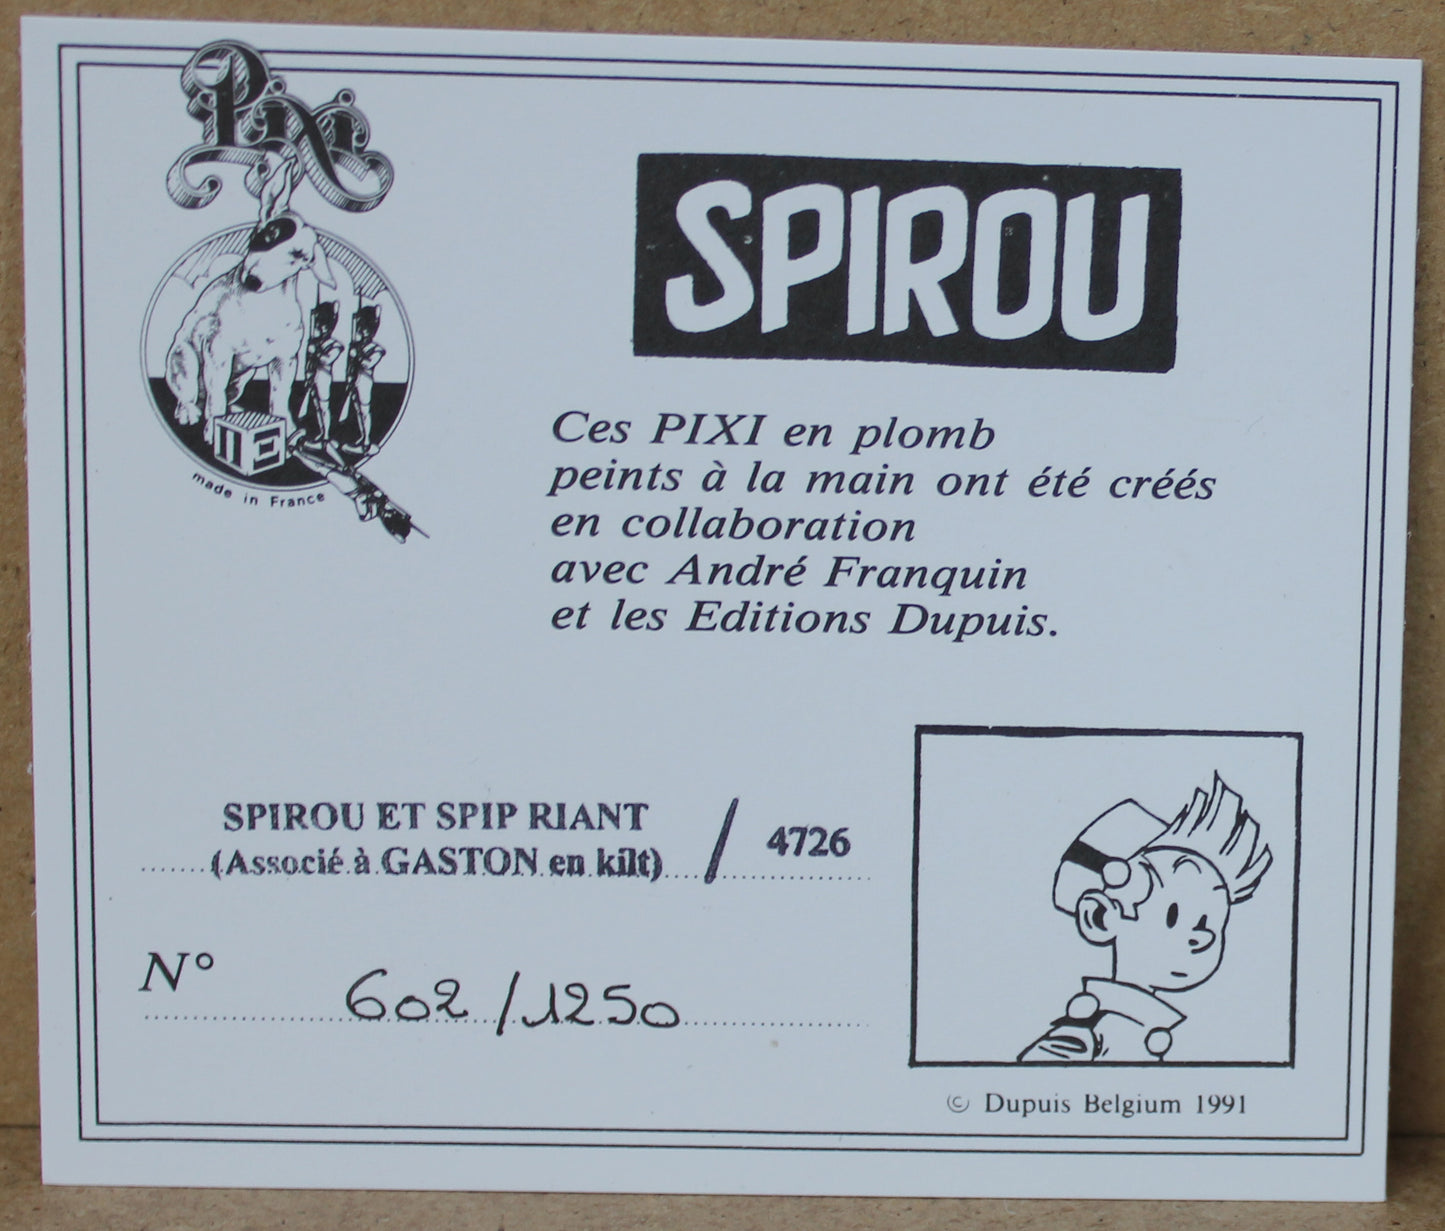 Pixi
made in France
SPIROU
Ces PIXI en plomb
peints à la main ont été créés
en collaboration
avec André Franquin
et les Editions Dupuis.
SPIROU ET SPIP RIANT
(Associé à GASTON en kilt) / 4726
N° 602/1250
© Dupuis Belgium 1991